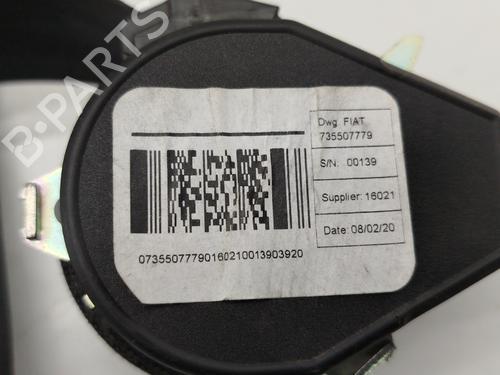 B-PARTS
Dwg. FIAT
735507779
S/N: 00139
Supplier: 16021
Date: 08/02/20
07355077790160210013903920